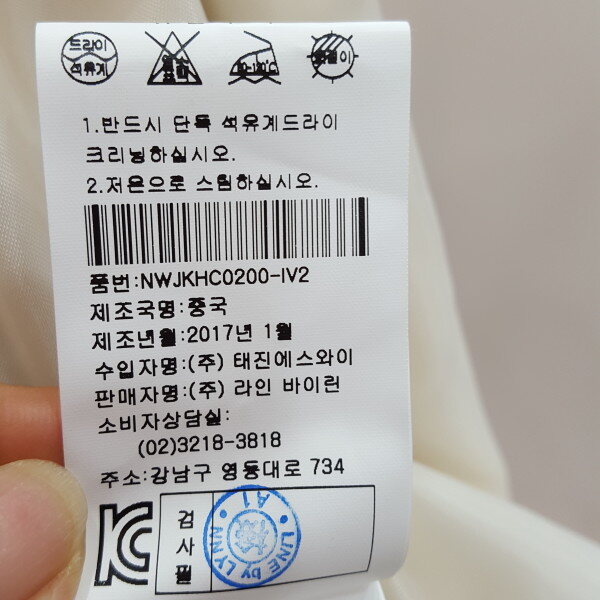 드라이
석유계
1.반드시 단독 석유계드라이
크리닝하십시오.
2.저온으로 스팀하십시오.
품번:NWJKHC0200-IV2
제조국명:중국
제조년월:2017년 1월
수입자명:(주) 태진에스와이
판매자명:(주) 라인 바이린
소비자상담실:
(02)3218-3818
주소:강남구 영동대로 734
검
사
필
A1
LINE by LYNN